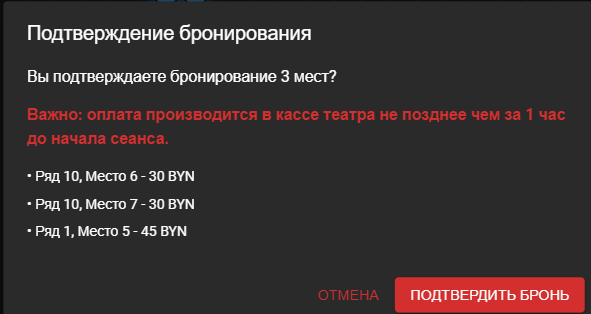 Подтверждение бронирования
Вы подтверждаете бронирование 3 мест?
Важно: оплата производится в кассе театра не позднее чем за 1 час
до начала сеанса.
• Ряд 10, Место 6 - 30 BYN
• Ряд 10, Место 7 - 30 BYN
• Ряд 1, Место 5 - 45 BYN
ОТМЕНА ПОДТВЕРДИТЬ БРОНЬ